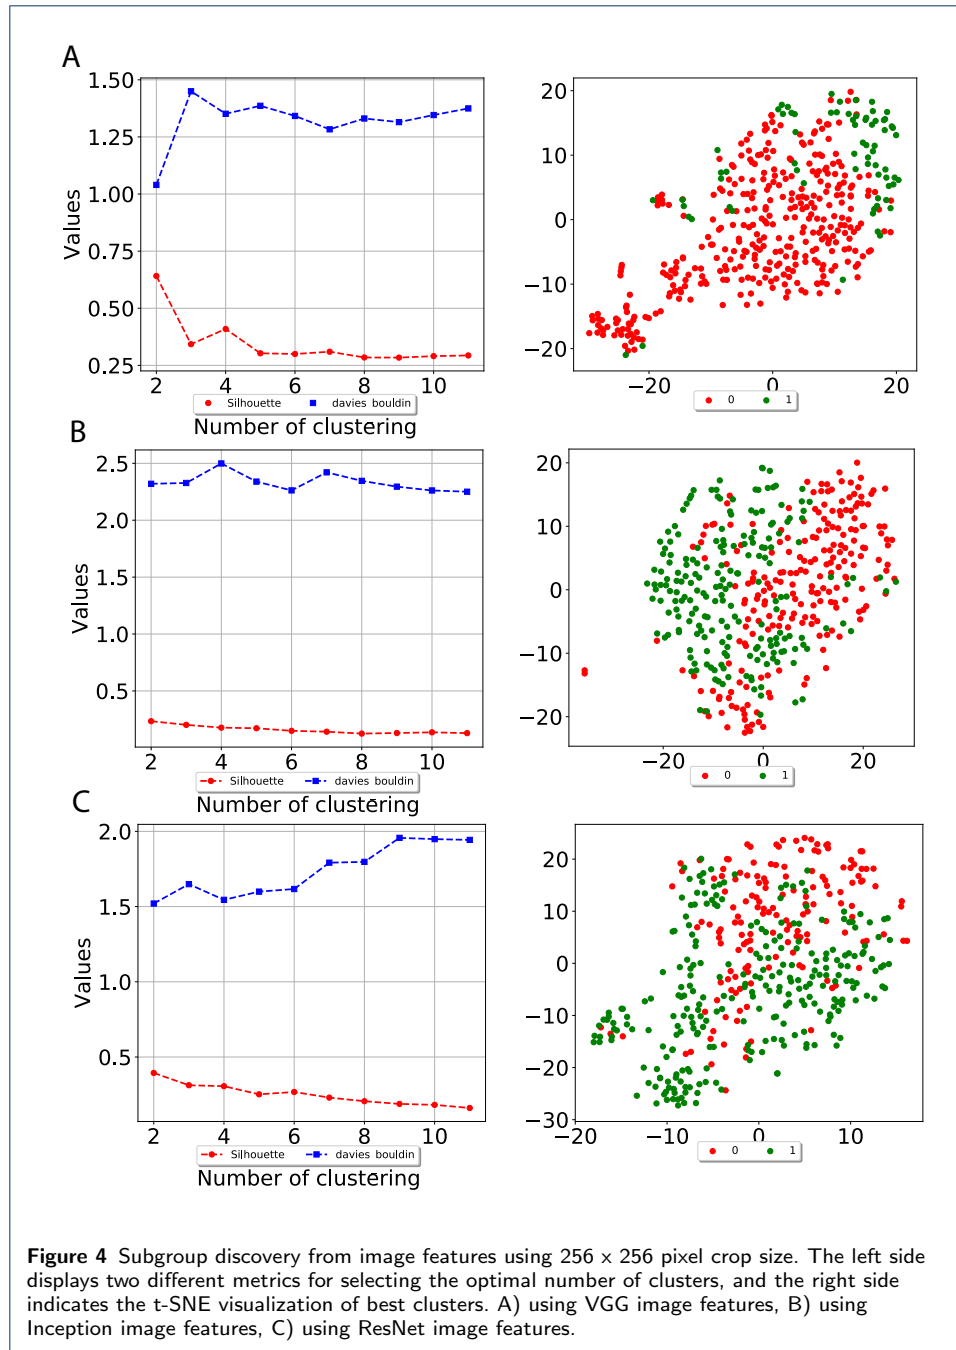 A
1.50
1.25
1.00
0.75
0.50
0.25
Values
2 4 6 8 10
Silhouette davies bouldin
Number of clustering
20
10
0
−10
−20
−20 0 20
0 1
B
2.5
2.0
1.5
1.0
0.5
Values
2 4 6 8 10
Silhouette davies bouldin
Number of clustering
20
10
0
−10
−20
−20 0 20
0 1
C
2.0
1.5
0.5
Values
2 4 6 8 10
Silhouette davies bouldin
Number of clustering
20
10
0
−10
−20
−30
−20 −10 0 10
0 1
Figure 4 Subgroup discovery from image features using 256 x 256 pixel crop size. The left side
displays two different metrics for selecting the optimal number of clusters, and the right side
indicates the t-SNE visualization of best clusters. A) using VGG image features, B) using
Inception image features, C) using ResNet image features.